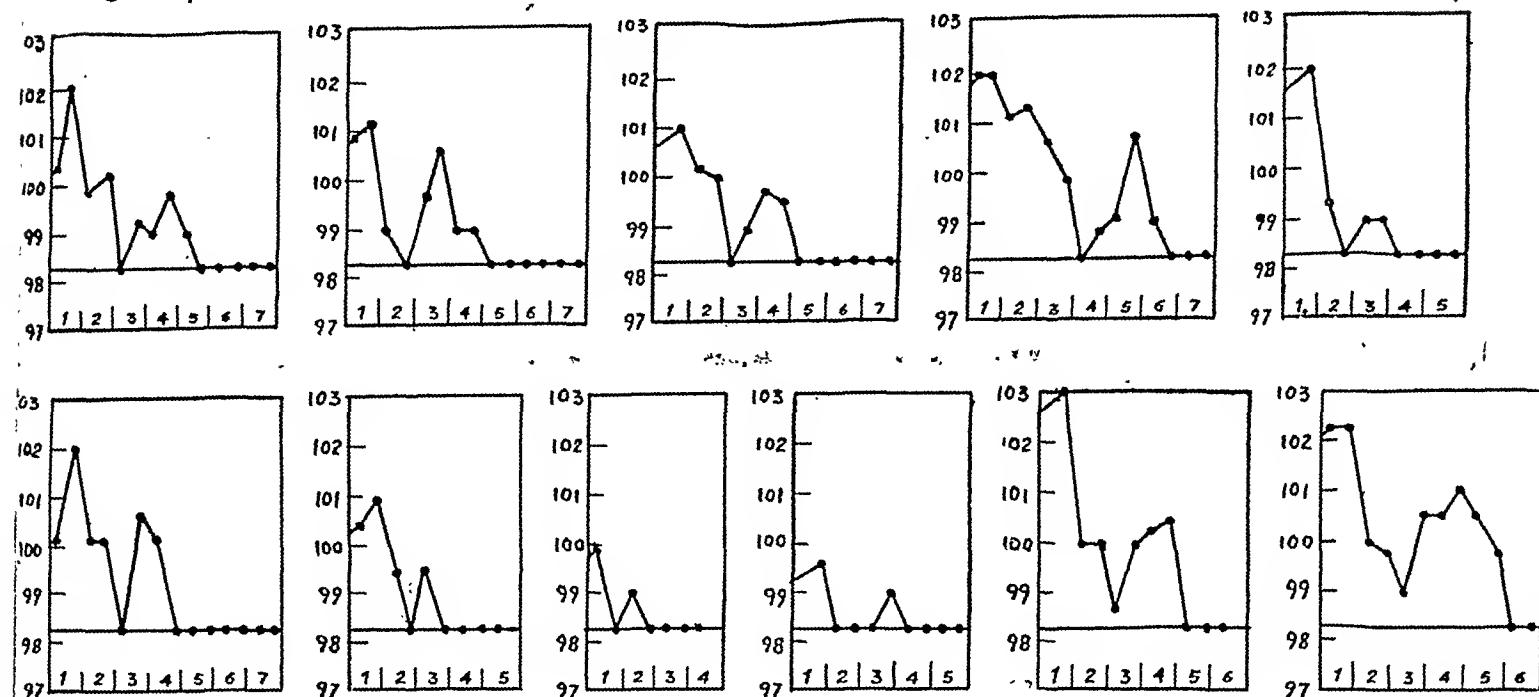 03 103 103 103 103
102 102 102 102 102
101 101 101 101 101
100 100 100 100 100
99 99 99 99 99
98 98 98 98 98
1 2 3 4 5 6 7 1 2 3 4 5 6 7 1 2 3 4 5 6 7 1 2 3 4 5 6 7 1 2 3 4 5
97 97 97 97 97
03 103 103 103 103 103
102 102 102 102 102 102
101 101 101 101 101 101
100 100 100 100 100 100
99 99 99 99 99 99
98 98 98 98 98 98
1 2 3 4 5 6 7 1 2 3 4 5 1 2 3 4 1 2 3 4 5 1 2 3 4 5 6 1 2 3 4 5 6
97 97 97 97 97